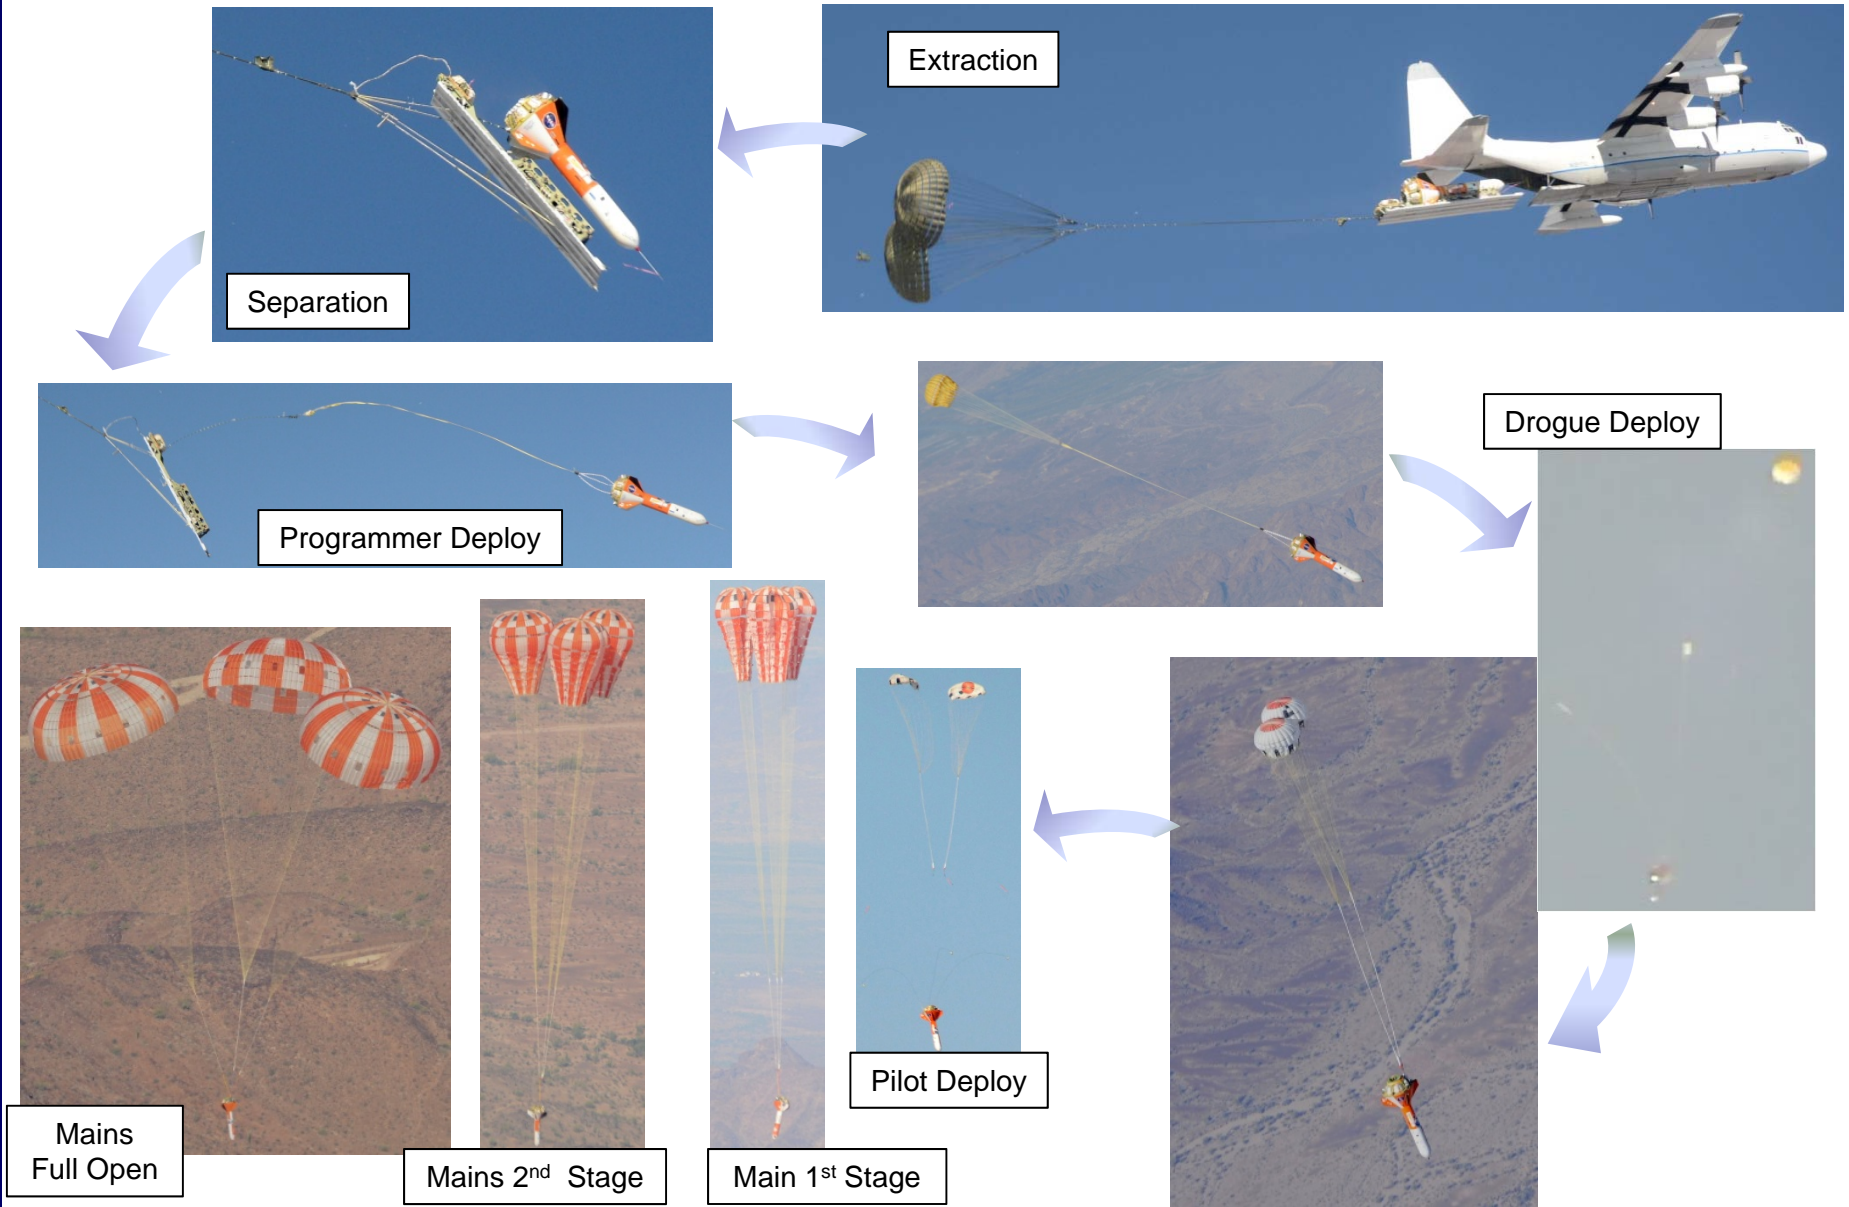 Extraction
Separation
Programmer Deploy
Drogue Deploy
Pilot Deploy
Main 1st Stage
Mains 2nd Stage
Mains
Full Open